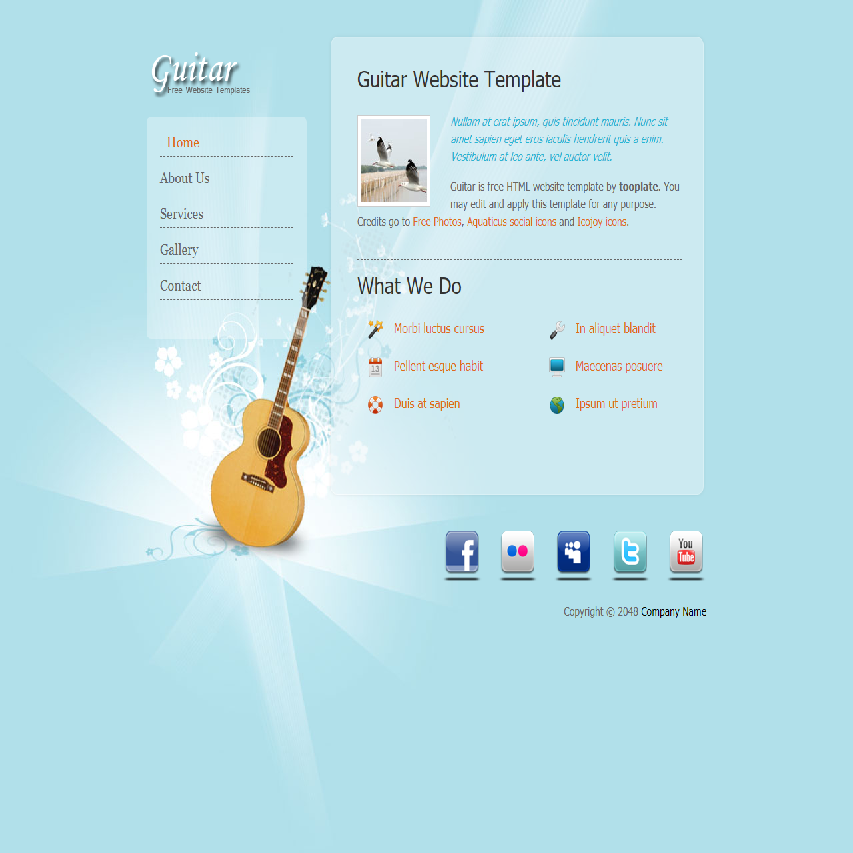 Guitar
Free Website Templates
Home
About Us
Services
Gallery
Contact
Guitar Website Template
Nullam at erat ipsum, quis tincidunt mauris. Nunc sit
amet sapien eget eros iaculis hendrerit quis a enim.
Vestibulum at leo ante, vel auctor velit.
Guitar is free HTML website template by tooplate. You
may edit and apply this template for any purpose.
Credits go to Free Photos, Aquaticus social icons and Icojoy icons.
What We Do
Morbi luctus cursus
In aliquet blandit
Pellent esque habit
Maecenas posuere
Duis at sapien
Ipsum ut pretium
You
Tube
Copyright © 2048 Company Name